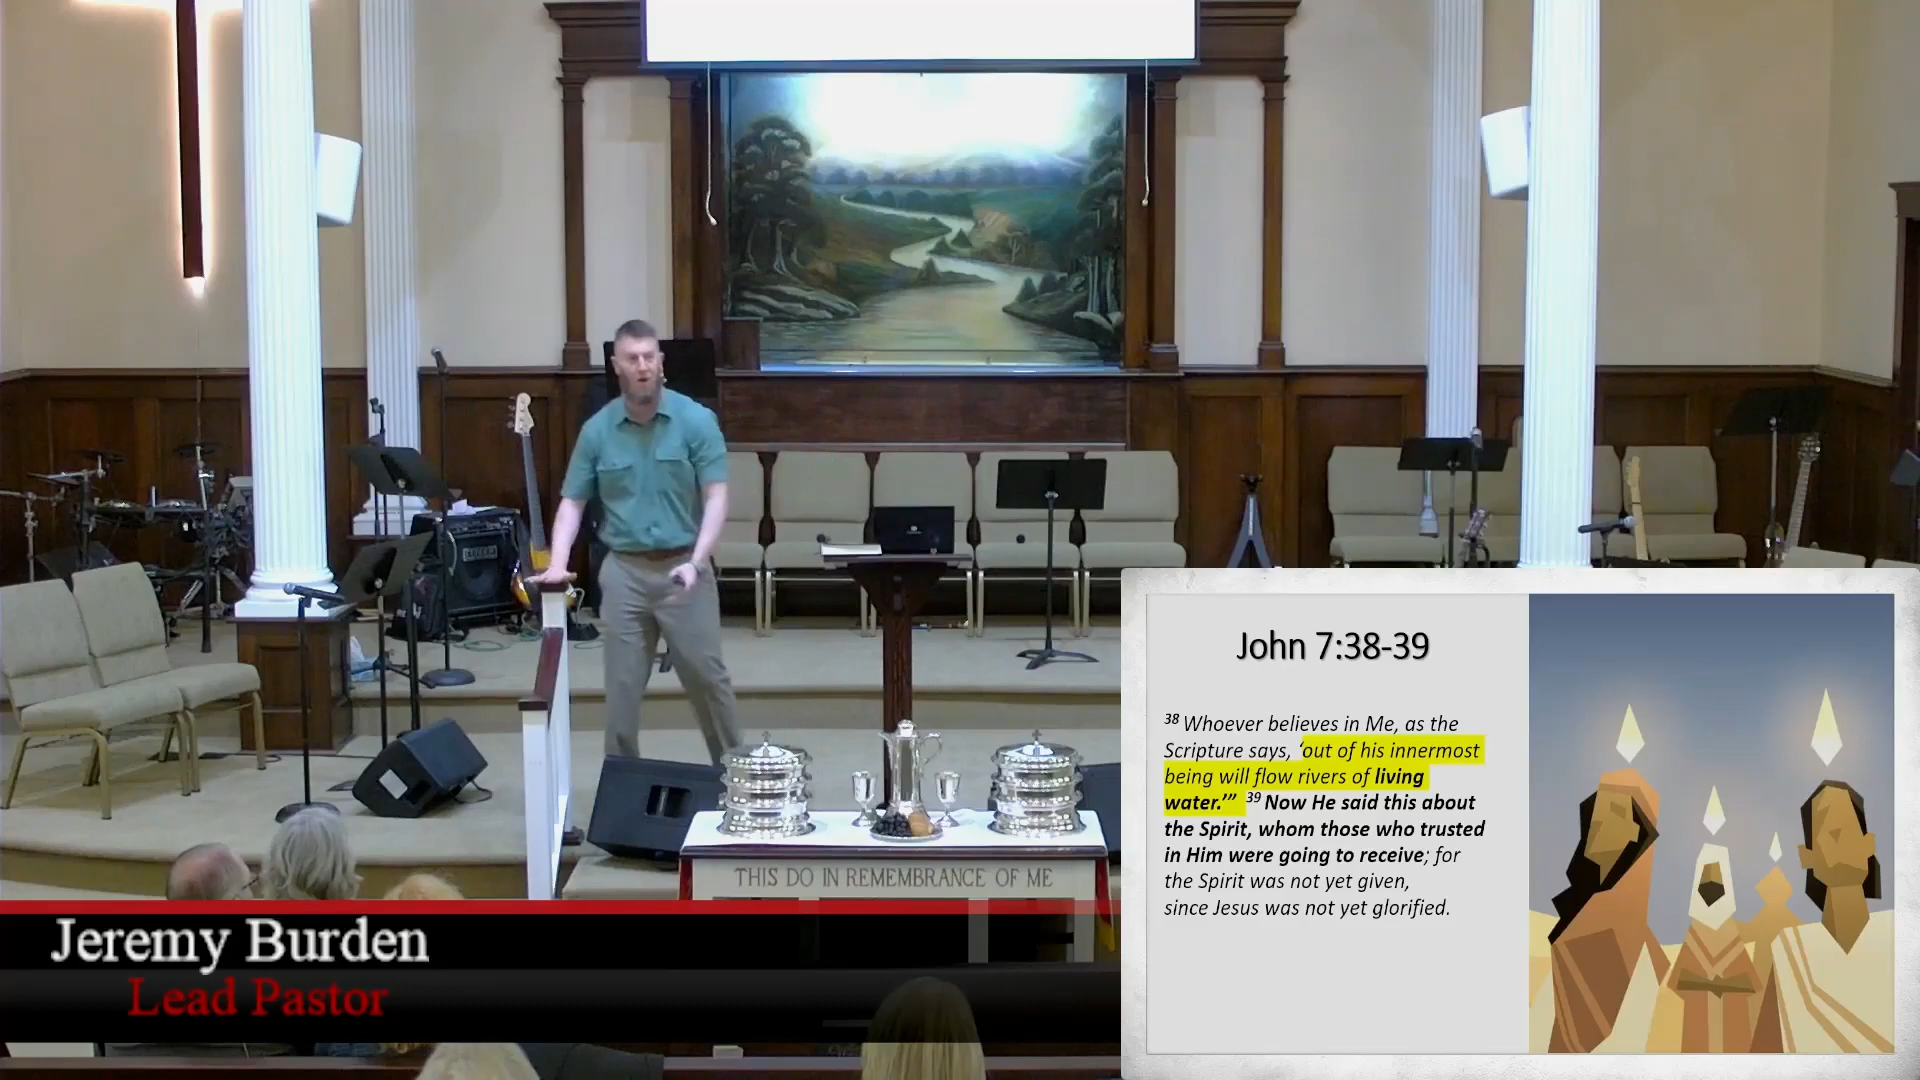 THIS DO IN REMEMBRANCE OF ME
Jeremy Burden
Lead Pastor
John 7:38-39
38 Whoever believes in Me, as the
Scripture says, ‘out of his innermost
being will flow rivers of living
water.’” 39 Now He said this about
the Spirit, whom those who trusted
in Him were going to receive; for
the Spirit was not yet given,
since Jesus was not yet glorified.